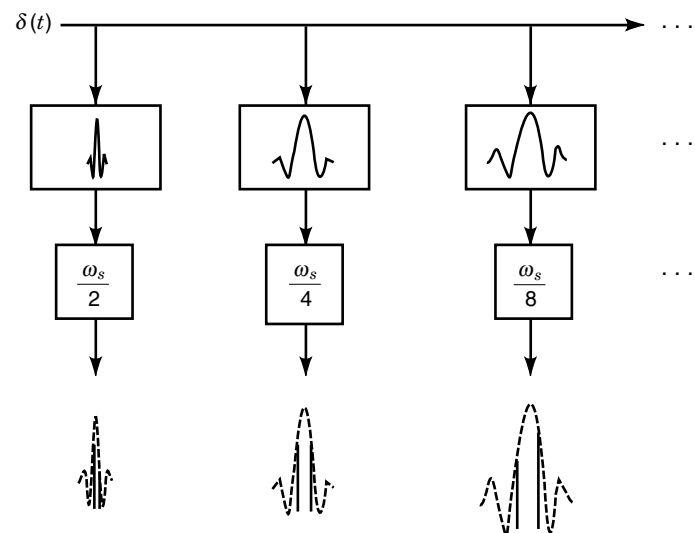 δ(t) . . .
. . .
ω_s/2 ω_s/4 ω_s/8 . . .